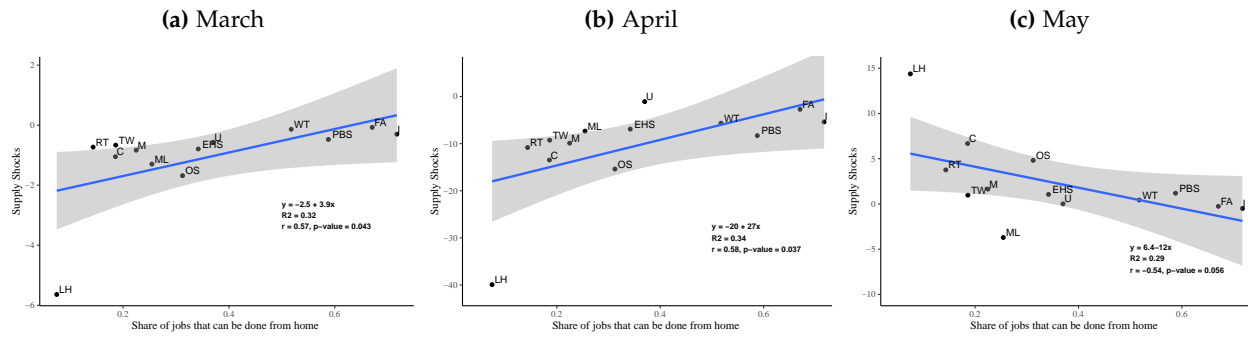 (a) March
(b) April
(c) May
Supply Shocks
2
0
−2
−4
−6
LH
RT
TW
C
M
ML
OS
EHS
U
WT
PBS
FA
I
y = −2.5 + 3.9x
R2 = 0.32
r = 0.57, p−value = 0.043
0.2
0.4
0.6
Share of jobs that can be done from home
Supply Shocks
0
−10
−20
−30
−40
LH
RT
TW
C
M
ML
OS
EHS
U
WT
PBS
FA
I
y = −20 + 27x
R2 = 0.34
r = 0.58, p−value = 0.037
0.2
0.4
0.6
Share of jobs that can be done from home
Supply Shocks
15
10
5
0
−5
−10
LH
C
RT
TW
M
ML
OS
EHS
U
WT
PBS
FA
I
y = 6.4−12x
R2 = 0.29
r = −0.54, p−value = 0.056
0.2
0.4
0.6
Share of jobs that can be done from home